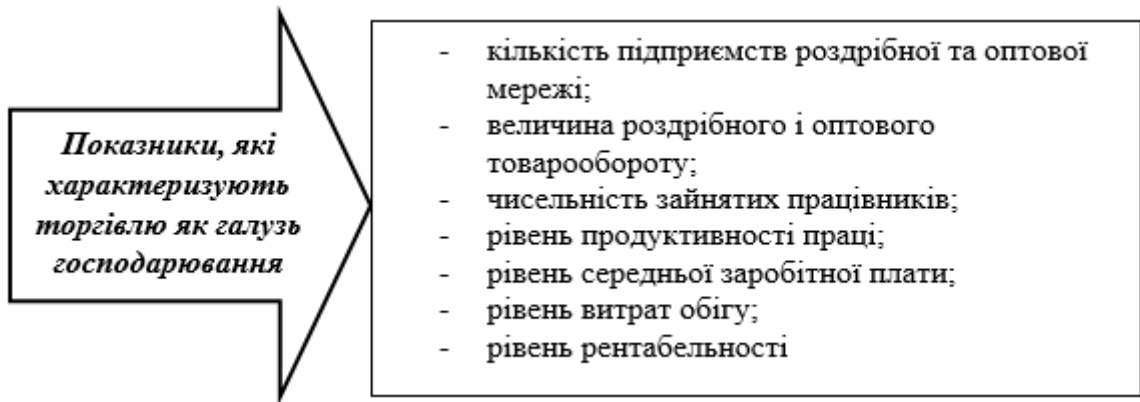 Показники, які
характеризують
торгівлю як галузь
господарювання
- кількість підприємств роздрібної та оптової
мережі;
- величина роздрібного і оптового
товарообороту;
- чисельність зайнятих працівників;
- рівень продуктивності праці;
- рівень середньої заробітної плати;
- рівень витрат обігу;
- рівень рентабельності